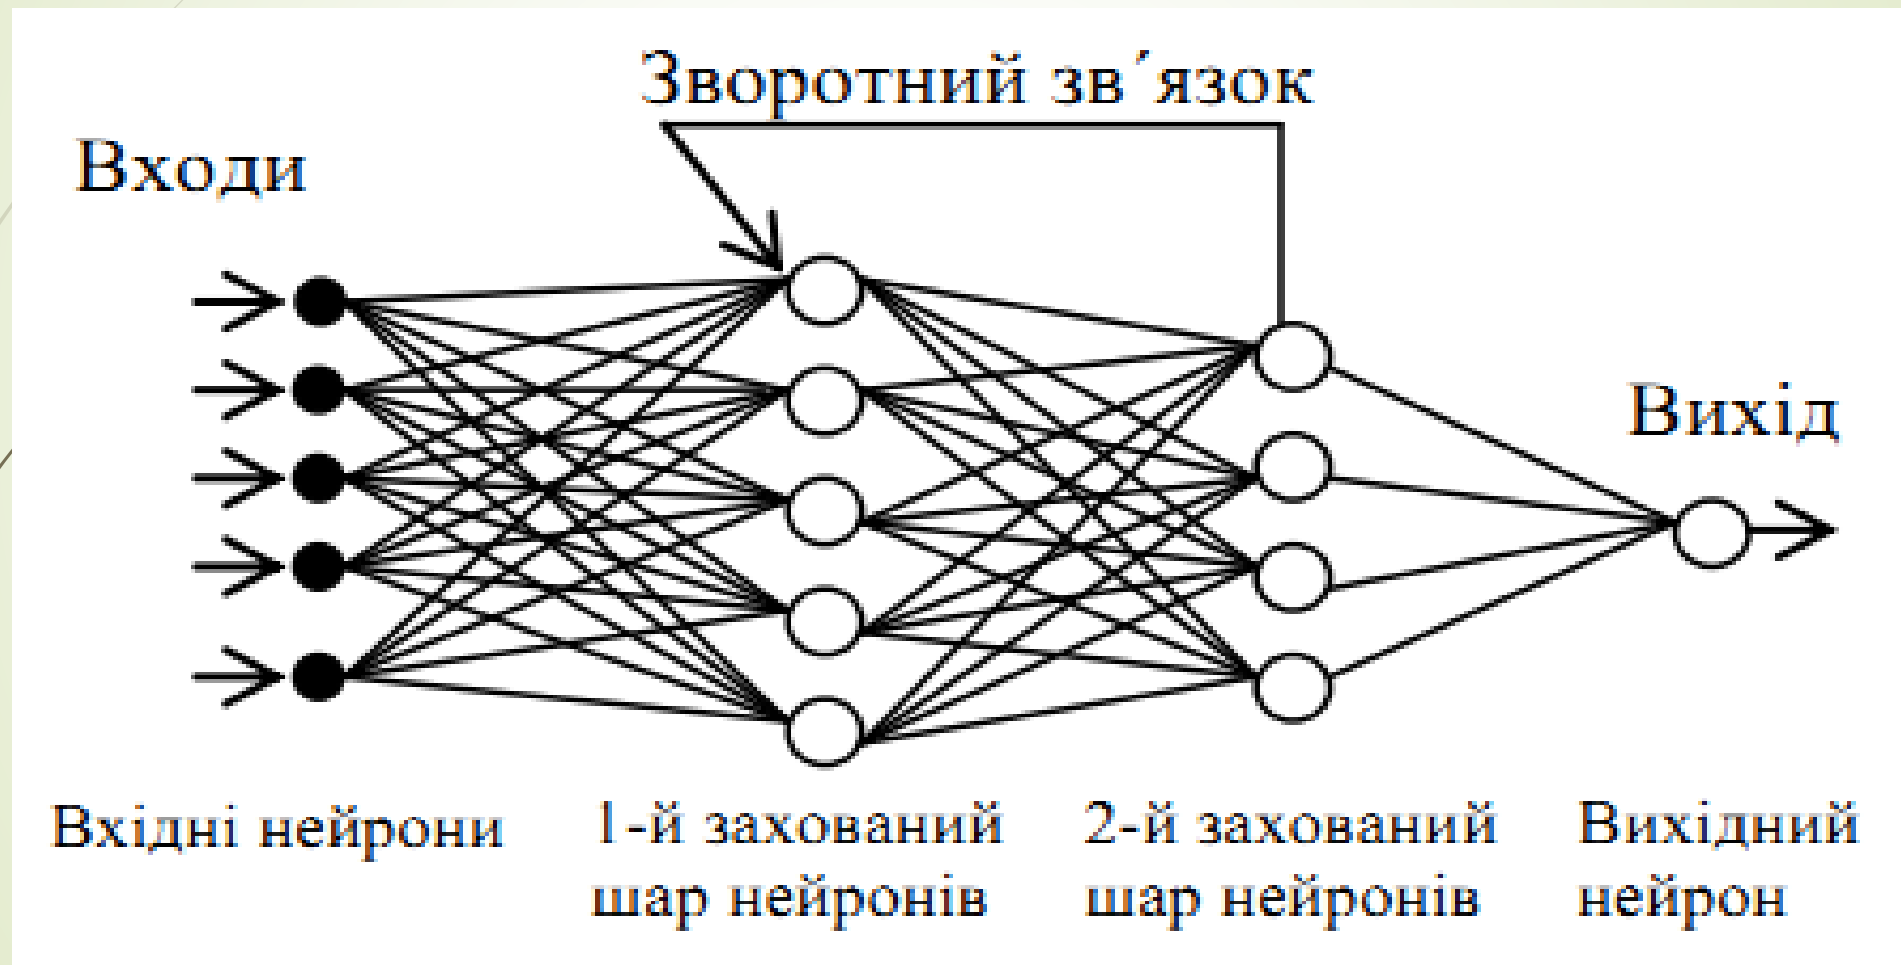 Зворотний зв´язок
Входи
Вихід
Вхідні нейрони
1-й захований
шар нейронів
2-й захований
шар нейронів
Вихідний
нейрон